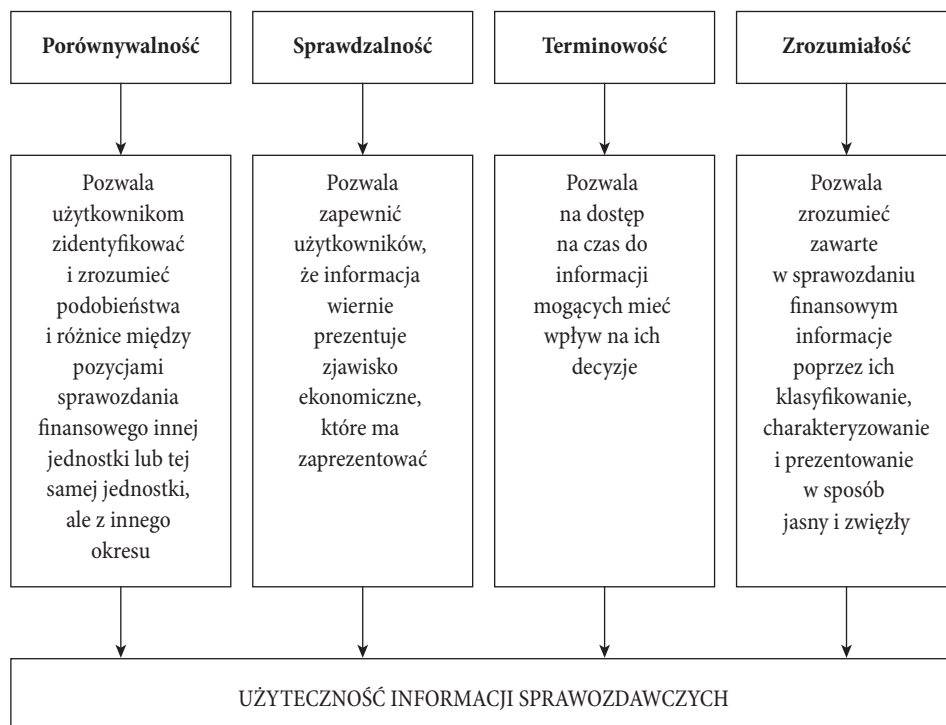 Porównywalność
Sprawdzalność
Terminowość
Zrozumiałość
Pozwala
użytkownikom
zidentyfikować
i zrozumieć
podobieństwa
i różnice między
pozycjami
sprawozdania
finansowego innej
jednostki lub tej
samej jednostki,
ale z innego
okresu
Pozwala
zapewnić
użytkowników,
że informacja
wiernie
prezentuje
zjawisko
ekonomiczne,
które ma
zaprezentować
Pozwala
na dostęp
na czas do
informacji
mogących mieć
wpływ na ich
decyzje
Pozwala
zrozumieć
zawarte
w sprawozdaniu
finansowym
informacje
poprzez ich
klasyfikowanie,
charakteryzowanie
i prezentowanie
w sposób
jasny i zwięzły
UŻYTECZNOŚĆ INFORMACJI SPRAWOZDAWCZYCH